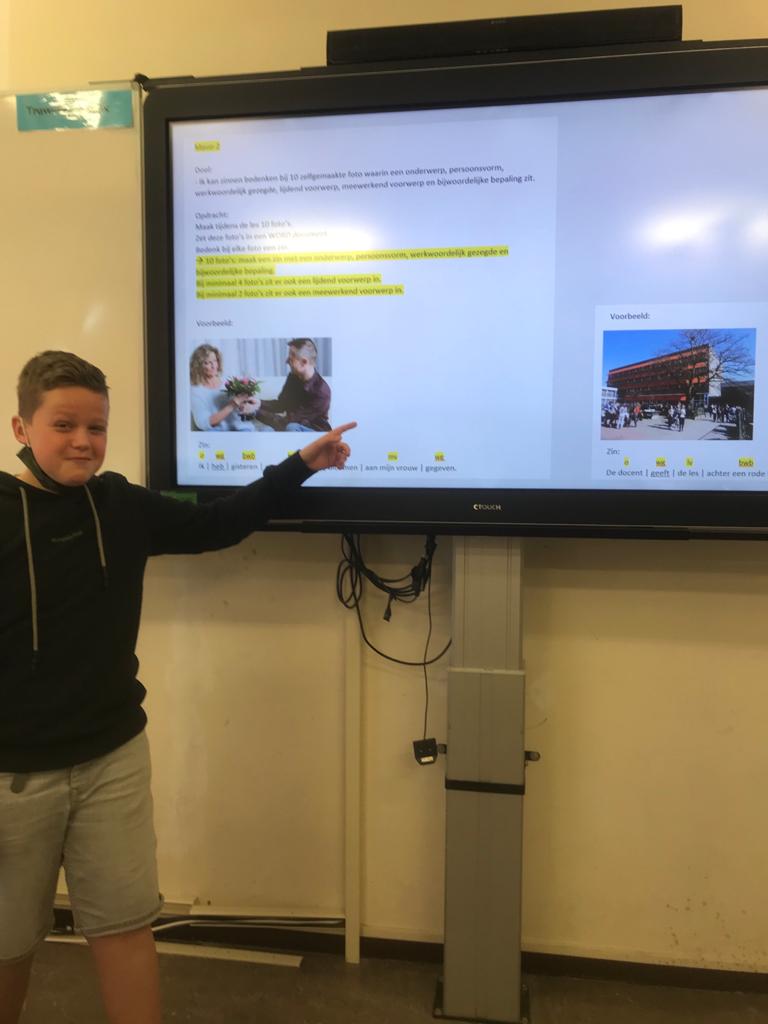 Mavo 2
Doel:
- Ik kan zinnen bedenken bij 10 zelfgemaakte foto waarin een onderwerp, persoonsvorm,
werkwoordelijk gezegde, lijdend voorwerp, meewerkend voorwerp en bijwoordelijke bepaling zit.
Opdracht:
Maak tijdens de les 10 foto's.
Zet deze foto's in een WORD document.
Bedenk bij elke foto een zin.
→ 10 foto's: maak een zin met een onderwerp, persoonsvorm, werkwoordelijk gezegde en
bijwoordelijke bepaling.
Bij minimaal 4 foto's zit er ook een lijdend voorwerp in.
Bij minimaal 2 foto's zit er ook een meewerkend voorwerp in.
Voorbeeld:
Zin:
o wg bwb mv wg
Ik | heb | gisteren | men | aan mijn vrouw | gegeven.
Voorbeeld:
Zin:
o wg lv bwb
De docent | geeft | de les | achter een rode
CTOUCH